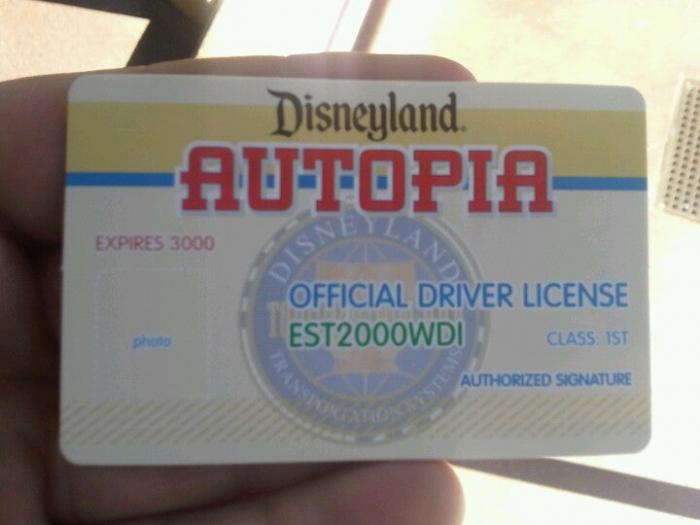 Disneyland.
AUTOPIA
EXPIRES 3000
DISNEYLAND
OFFICIAL DRIVER LICENSE
EST2000WDI
CLASS: 1ST
photo
AUTHORIZED SIGNATURE
TRANSPORTATION SYSTEMS